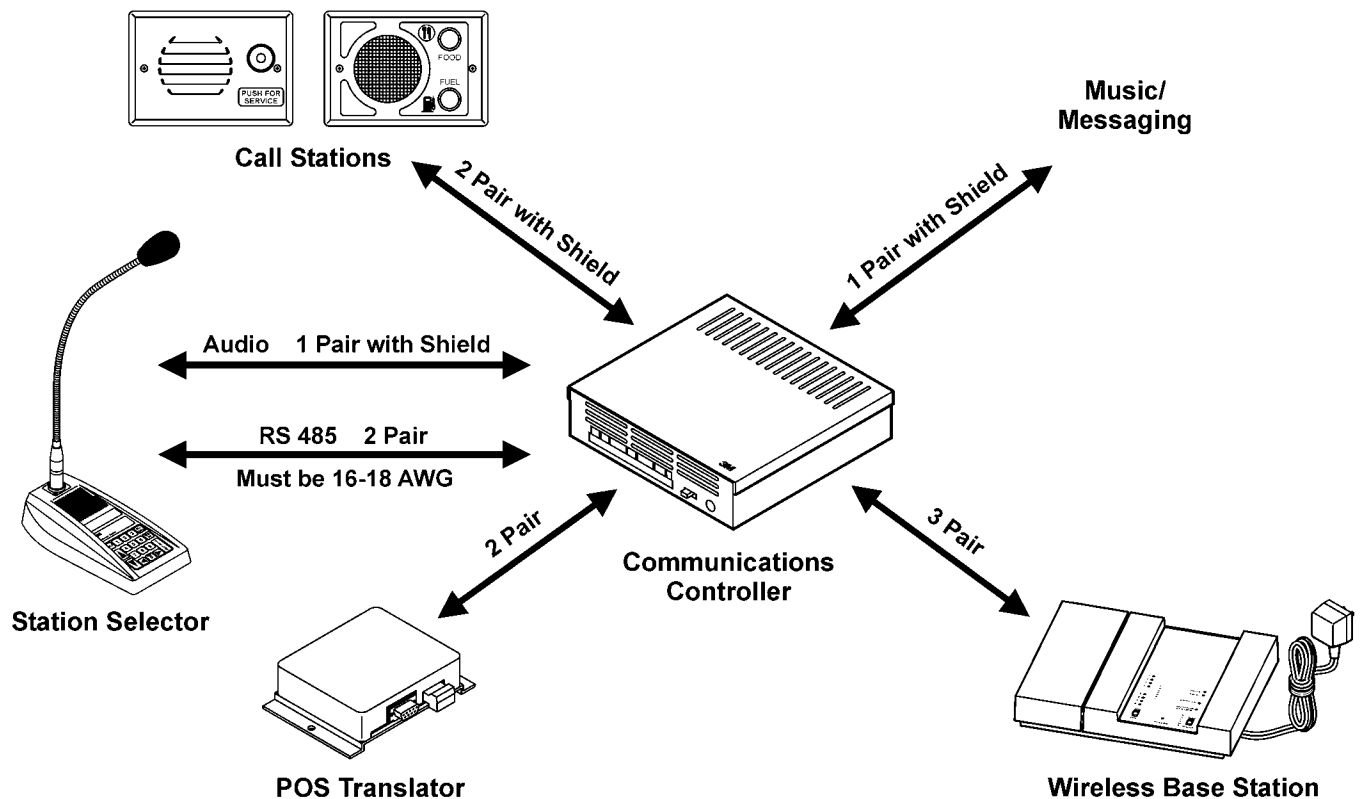 PUSH FOR
SERVICE
FOOD
FUEL
Call Stations
Music/
Messaging
2 Pair with Shield
1 Pair with Shield
Audio 1 Pair with Shield
RS 485 2 Pair
Must be 16-18 AWG
3M
2 Pair
3 Pair
Communications
Controller
Station Selector
POS Translator
Wireless Base Station